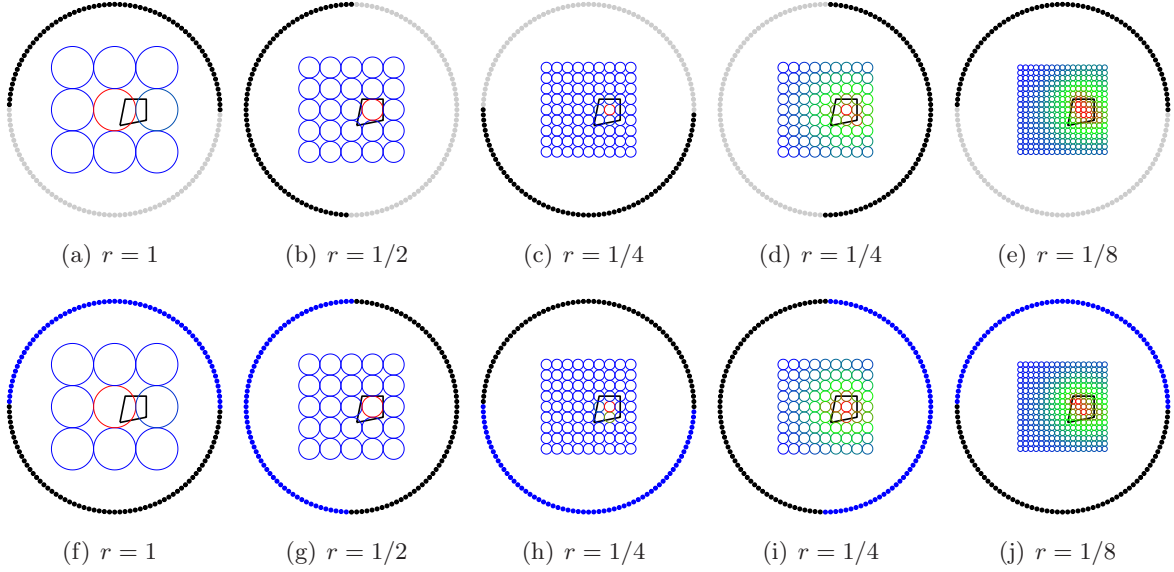 (a) r = 1 (b) r = 1/2 (c) r = 1/4 (d) r = 1/4 (e) r = 1/8
(f) r = 1 (g) r = 1/2 (h) r = 1/4 (i) r = 1/4 (j) r = 1/8